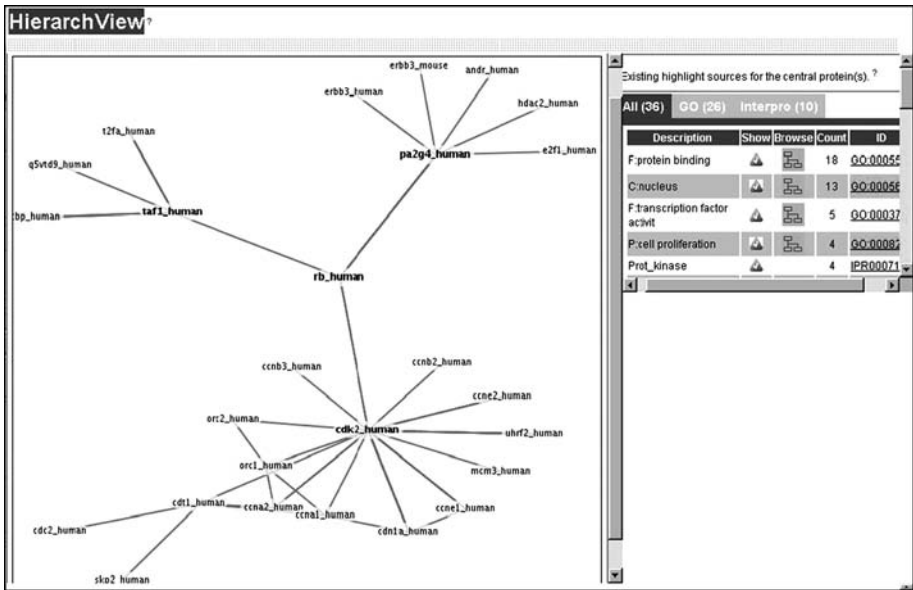 HierarchView?
erbb3_mouse
andr_human
erbb3_human
hdac2_human
t2fa_human
e2f1_human
pa2g4_human
q5vtd9_human
taf1_human
bp_human
rb_human
ccnb3_human
ccnb2_human
ccne2_human
orc2_human
cdk2_human
uhrf2_human
orc1_human
mcm3_human
cdt1_human
ccna2_human
ccna1_human
ccne1_human
cdc2_human
cdn1a_human
skp2_human
Existing highlight sources for the central protein(s). ?
All (36) GO (26) Interpro (10)
Description Show Browse Count ID
F:protein binding 18 GO:00055
C:nucleus 13 GO:00056
F:transcription factor
activit 5 GO:00037
P:cell proliferation 4 GO:00082
Prot_kinase 4 IPR00071